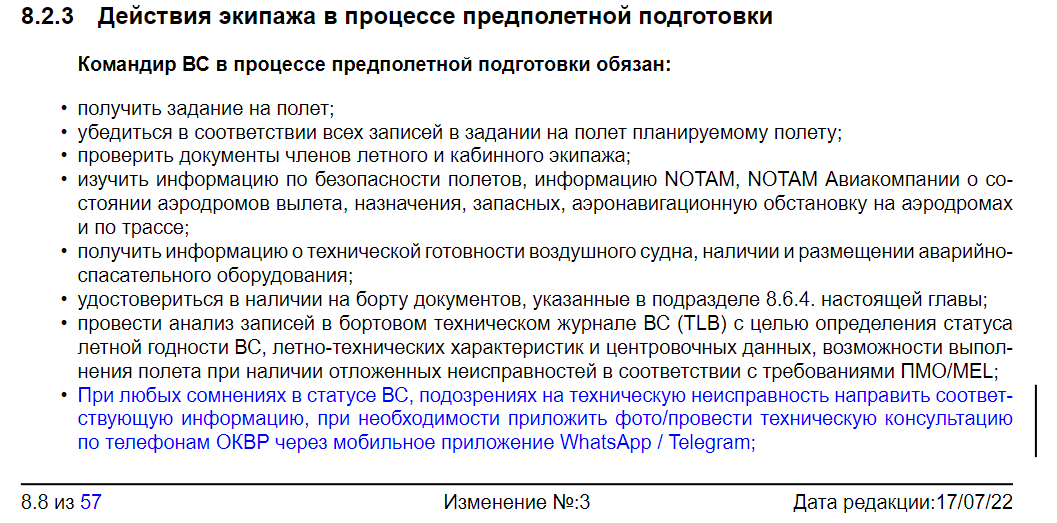 8.2.3 Действия экипажа в процессе предполетной подготовки
Командир ВС в процессе предполетной подготовки обязан:
• получить задание на полет;
• убедиться в соответствии всех записей в задании на полет планируемому полету;
• проверить документы членов летного и кабинного экипажа;
• изучить информацию по безопасности полетов, информацию NOTAM, NOTAM Авиакомпании о со-
стоянии аэродромов вылета, назначения, запасных, аэронавигационную обстановку на аэродромах
и по трассе;
• получить информацию о технической готовности воздушного судна, наличии и размещении аварийно-
спасательного оборудования;
• удостовериться в наличии на борту документов, указанные в подразделе 8.6.4. настоящей главы;
• провести анализ записей в бортовом техническом журнале ВС (TLB) с целью определения статуса
летной годности ВС, летно-технических характеристик и центровочных данных, возможности выпол-
нения полета при наличии отложенных неисправностей в соответствии с требованиями ПМО/MEL;
• При любых сомнениях в статусе ВС, подозрениях на техническую неисправность направить соответ-
ствующую информацию, при необходимости приложить фото/провести техническую консультацию
по телефонам ОКВР через мобильное приложение WhatsApp / Telegram;
8.8 из 57 Изменение №:3 Дата редакции:17/07/22